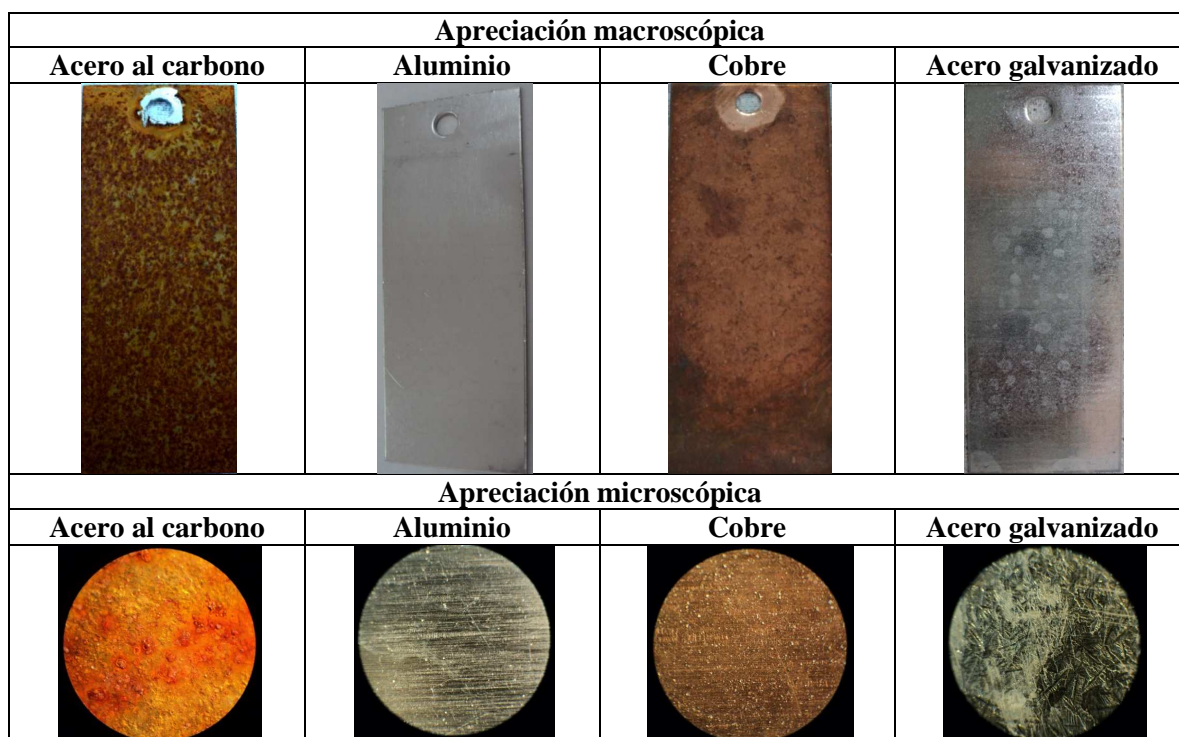 Apreciación macroscópica
Acero al carbono Aluminio Cobre Acero galvanizado
Apreciación microscópica
Acero al carbono Aluminio Cobre Acero galvanizado